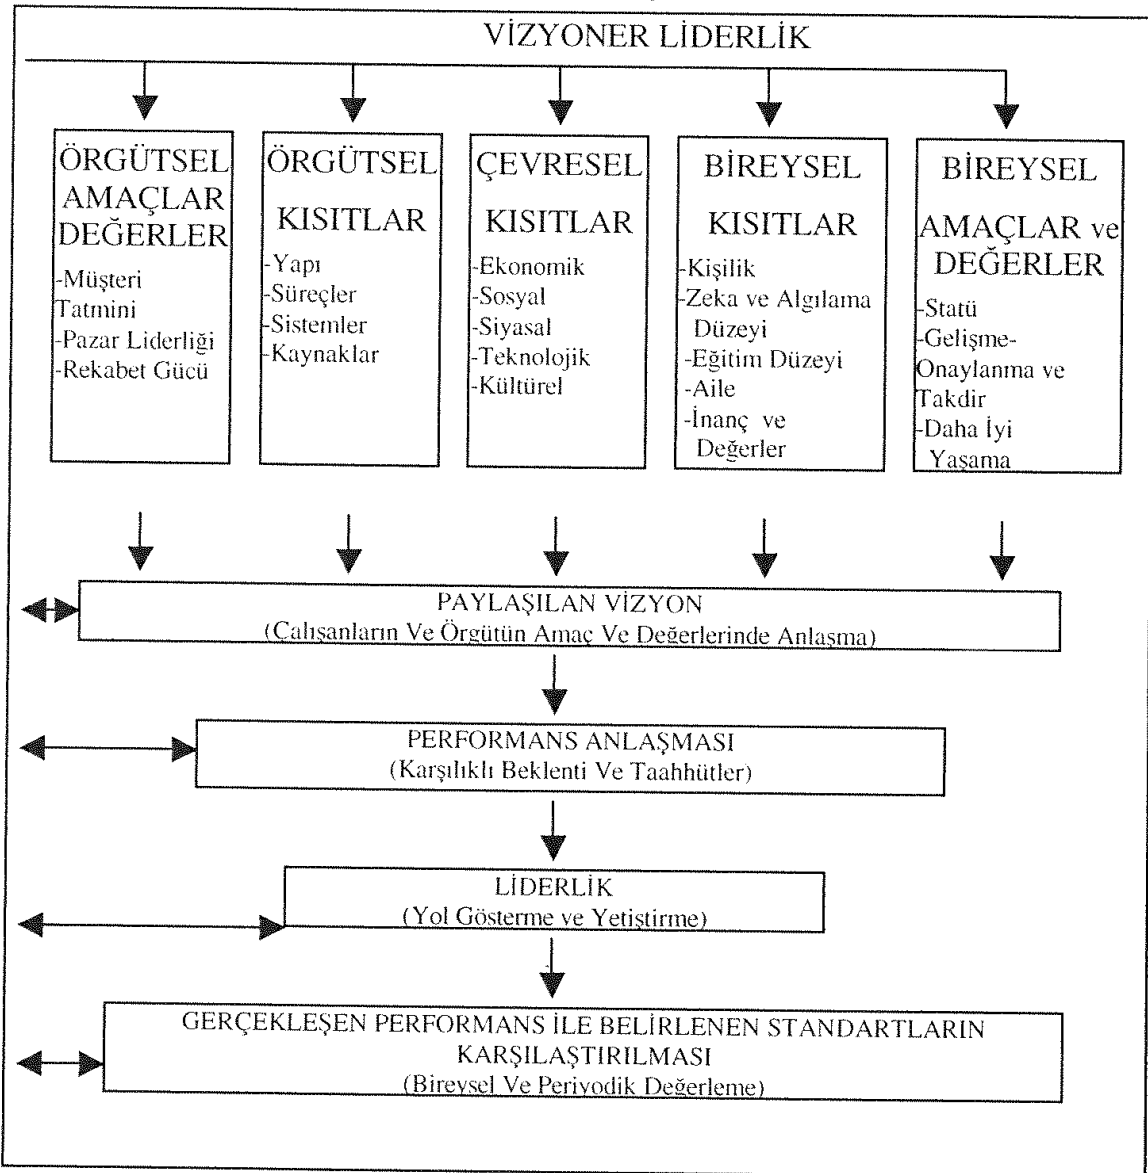 VİZYONER LİDERLİK
ÖRGÜTSEL
AMAÇLAR
DEĞERLER
-Müşteri
Tatmini
-Pazar Liderliği
-Rekabet Gücü
ÖRGÜTSEL
KISITLAR
-Yapı
-Süreçler
-Sistemler
-Kaynaklar
ÇEVRESEL
KISITLAR
-Ekonomik
-Sosyal
-Siyasal
-Teknolojik
-Kültürel
BİREYSEL
KISITLAR
-Kişilik
-Zeka ve Algılama
Düzeyi
-Eğitim Düzeyi
-Aile
-İnanç ve
Değerler
BİREYSEL
AMAÇLAR ve
DEĞERLER
-Statü
-Gelişme-
Onaylanma ve
Takdir
-Daha İyi
Yaşama
PAYLAŞILAN VİZYON
(Çalışanların Ve Örgütün Amaç Ve Değerlerinde Anlaşma)
PERFORMANS ANLAŞMASI
(Karşılıklı Beklenti Ve Taahhütler)
LİDERLİK
(Yol Gösterme ve Yetiştirme)
GERÇEKLEŞEN PERFORMANS İLE BELİRLENEN STANDARTLARIN
KARŞILAŞTIRILMASI
(Bireysel Ve Periyodik Değerleme)